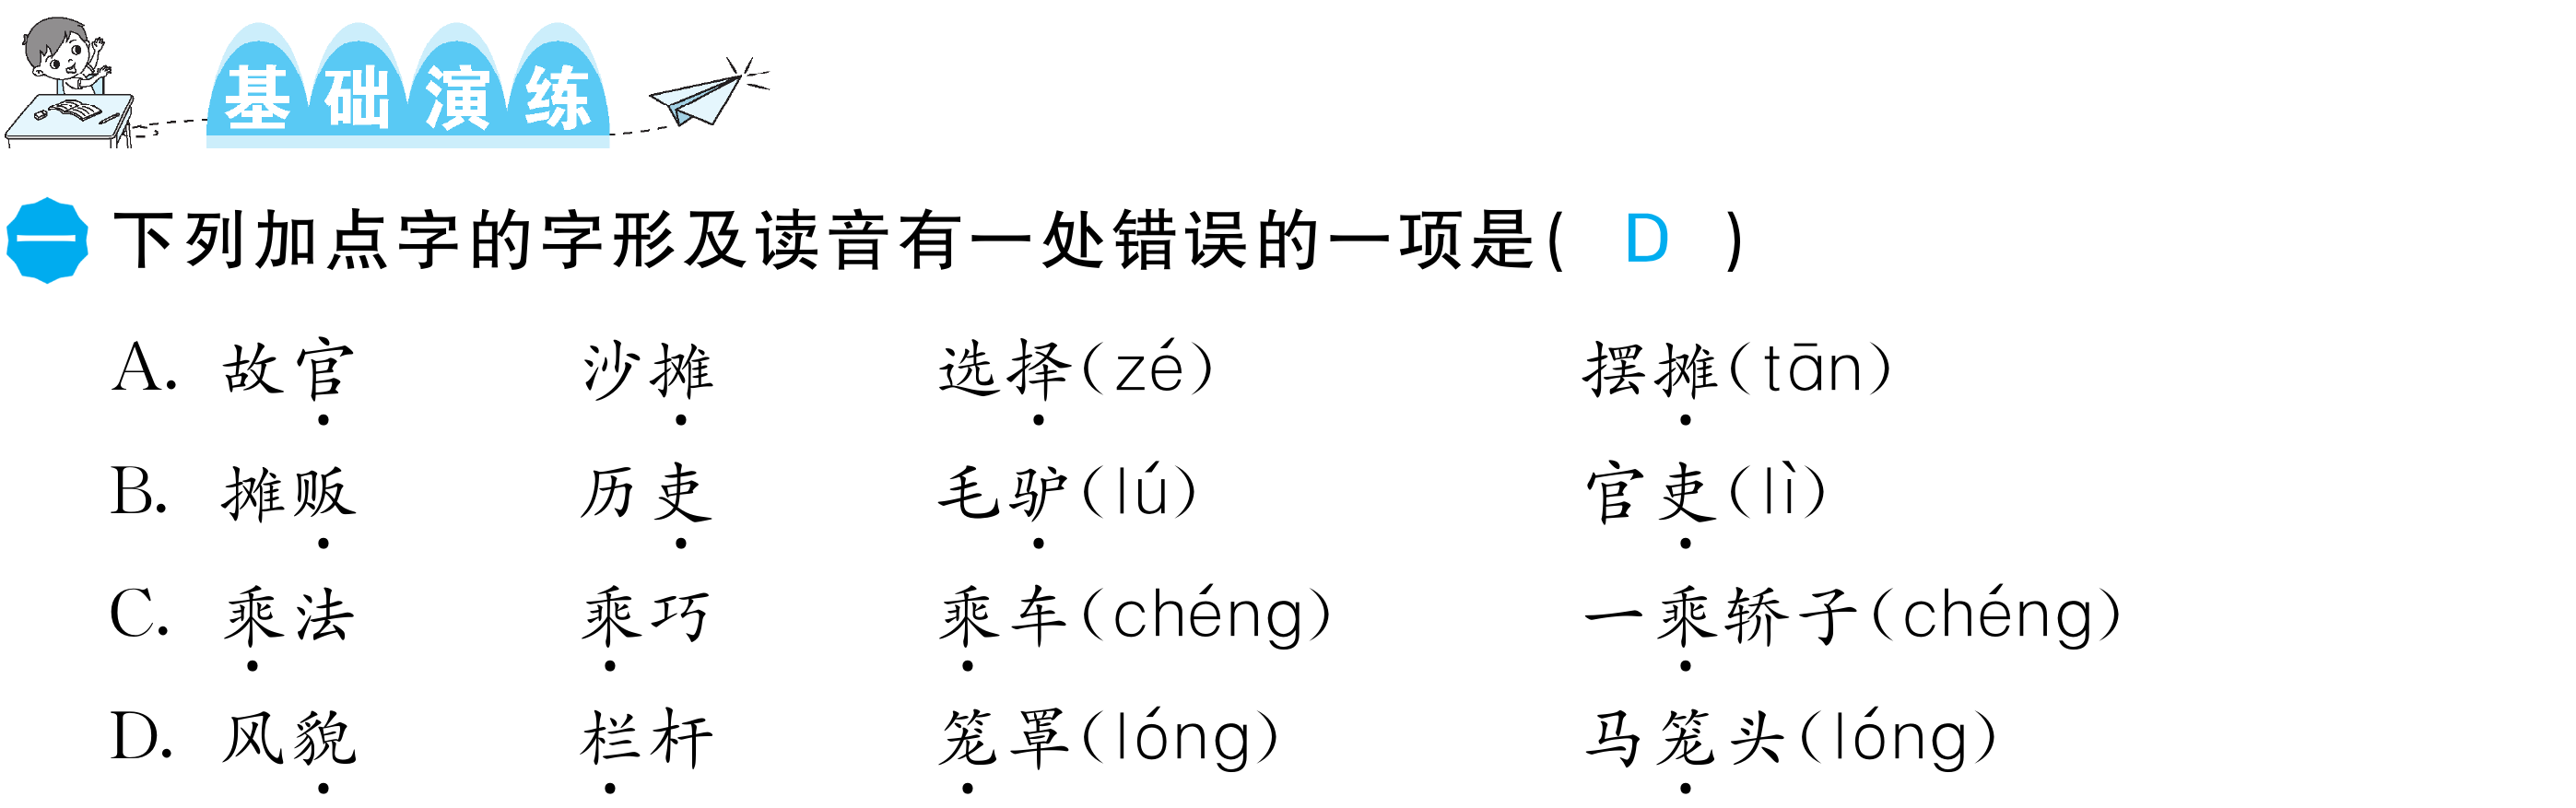 基础演练
一 下列加点字的字形及读音有一处错误的一项是( D )
A. 故官 沙摊 选择(zé) 摆摊(tān)
B. 摊贩 历吏 毛驴(lú) 官吏(lì)
C. 乘法 乘巧 乘车(chéng) 一乘轿子(chéng)
D. 风貌 栏杆 笼罩(lóng) 马笼头(lóng)